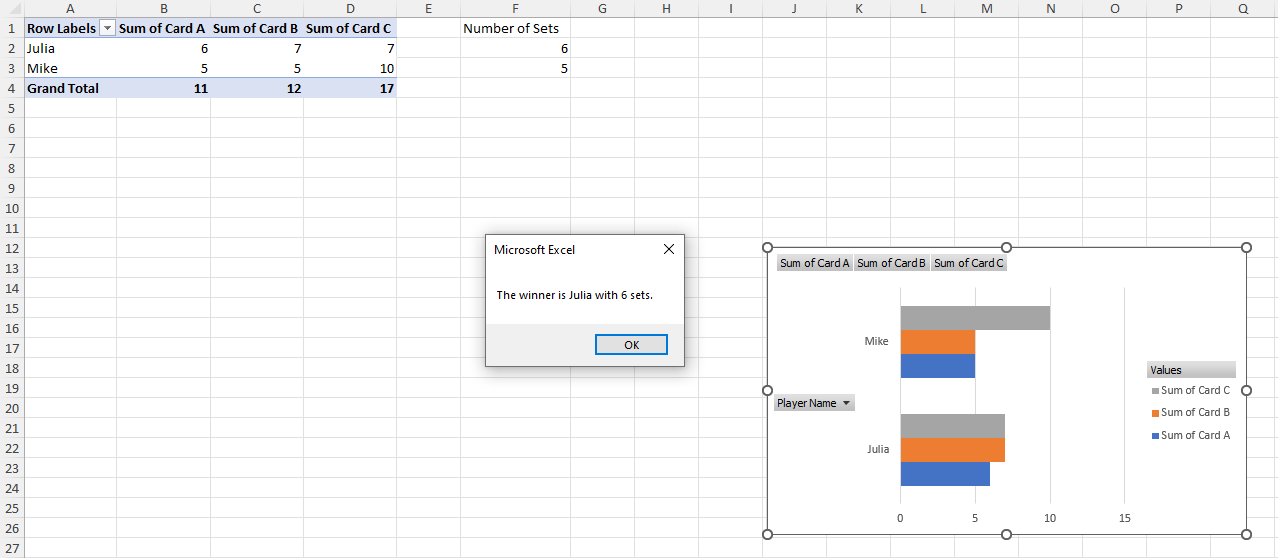 A B C D E F G H I J K L M N O P Q
1 Row Labels Sum of Card A Sum of Card B Sum of Card C Number of Sets
2 Julia 6 7 7 6
3 Mike 5 5 10 5
4 Grand Total 11 12 17
5
6
7
8
9
10
11
12
13
14
15
16
17
18
19
20
21
22
23
24
25
26
27
Microsoft Excel
The winner is Julia with 6 sets.
OK
Sum of Card A Sum of Card B Sum of Card C
Mike
Player Name
Julia
0 5 10 15
Values
Sum of Card C
Sum of Card B
Sum of Card A